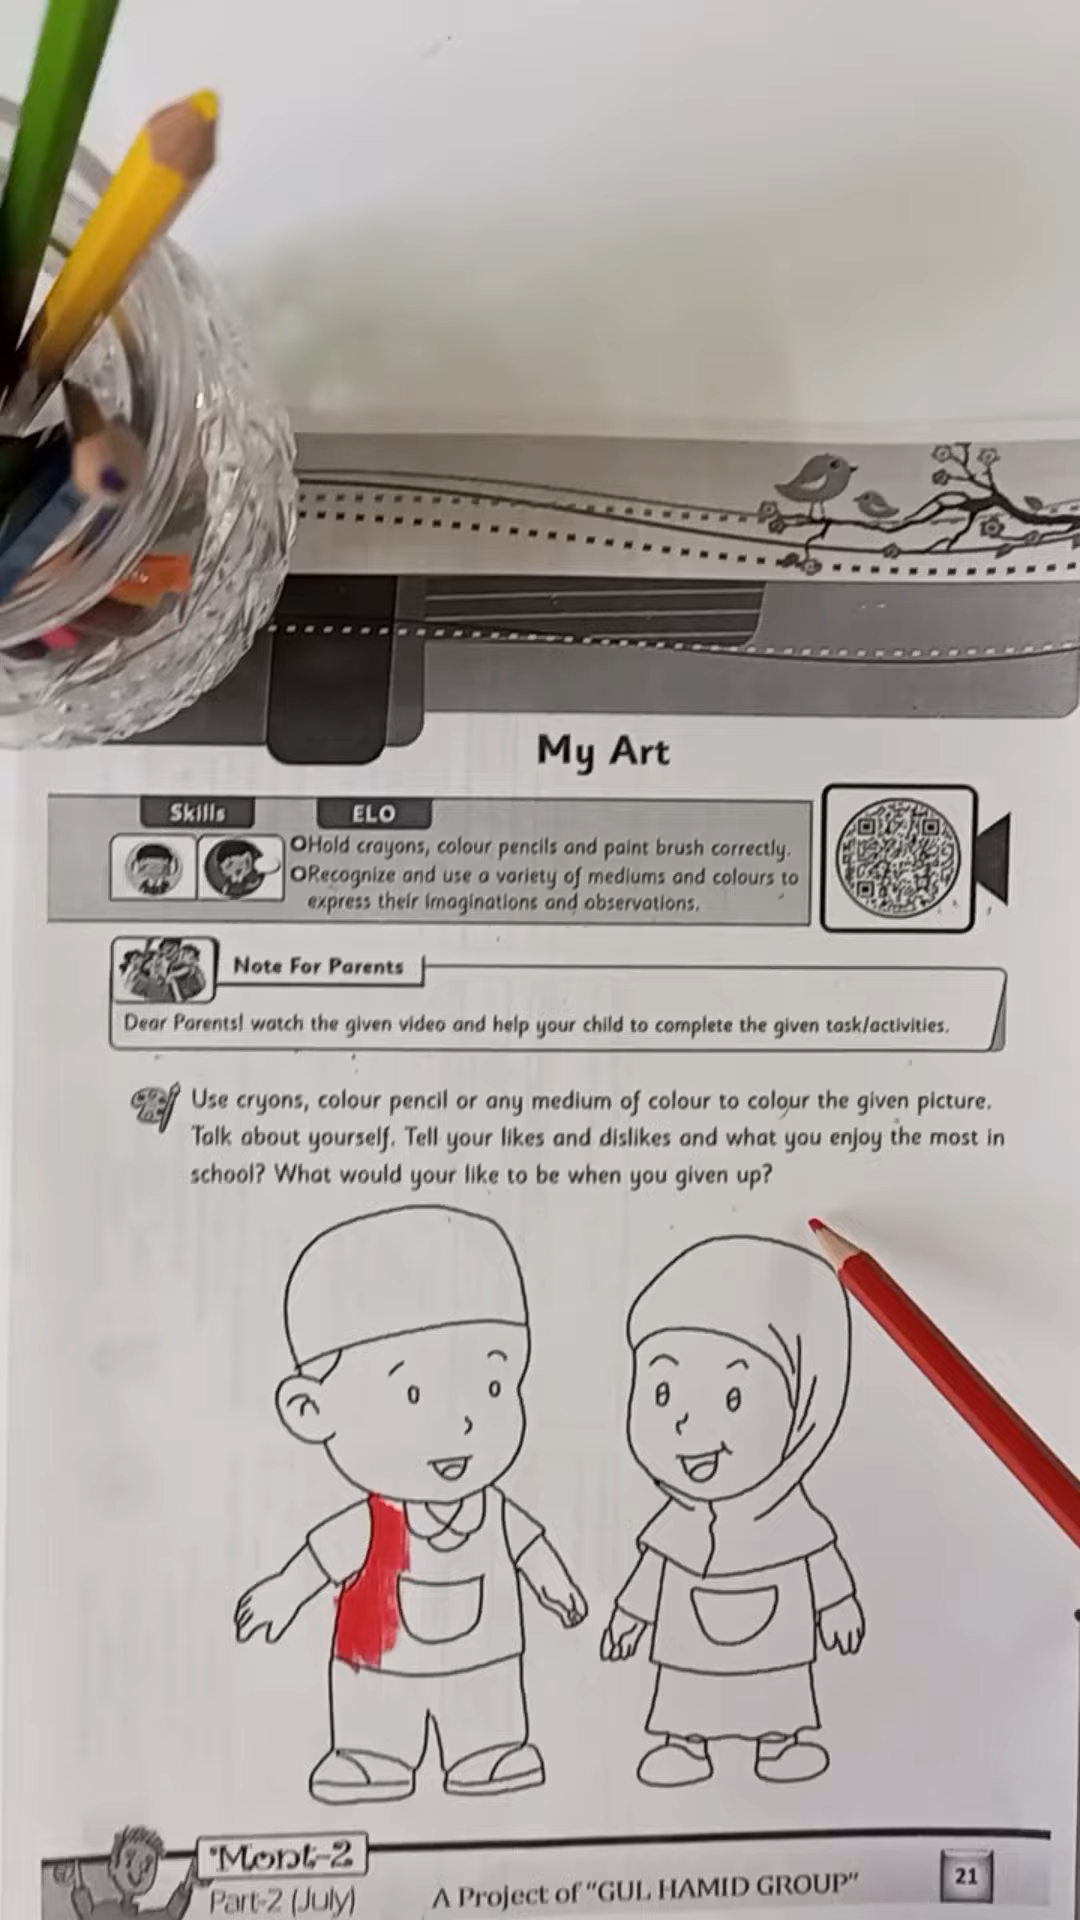 My Art
Skills
ELO
Hold crayons, colour pencils and paint brush correctly.
Recognize and use a variety of mediums and colours to
express their imaginations and observations.
Note For Parents
Dear Parents! watch the given video and help your child to complete the given task/activities.
Use cryons, colour pencil or any medium of colour to colour the given picture.
Talk about yourself. Tell your likes and dislikes and what you enjoy the most in
school? What would your like to be when you given up?
Mont-2
Part-2 (July)
A Project of "GUL HAMID GROUP"
21